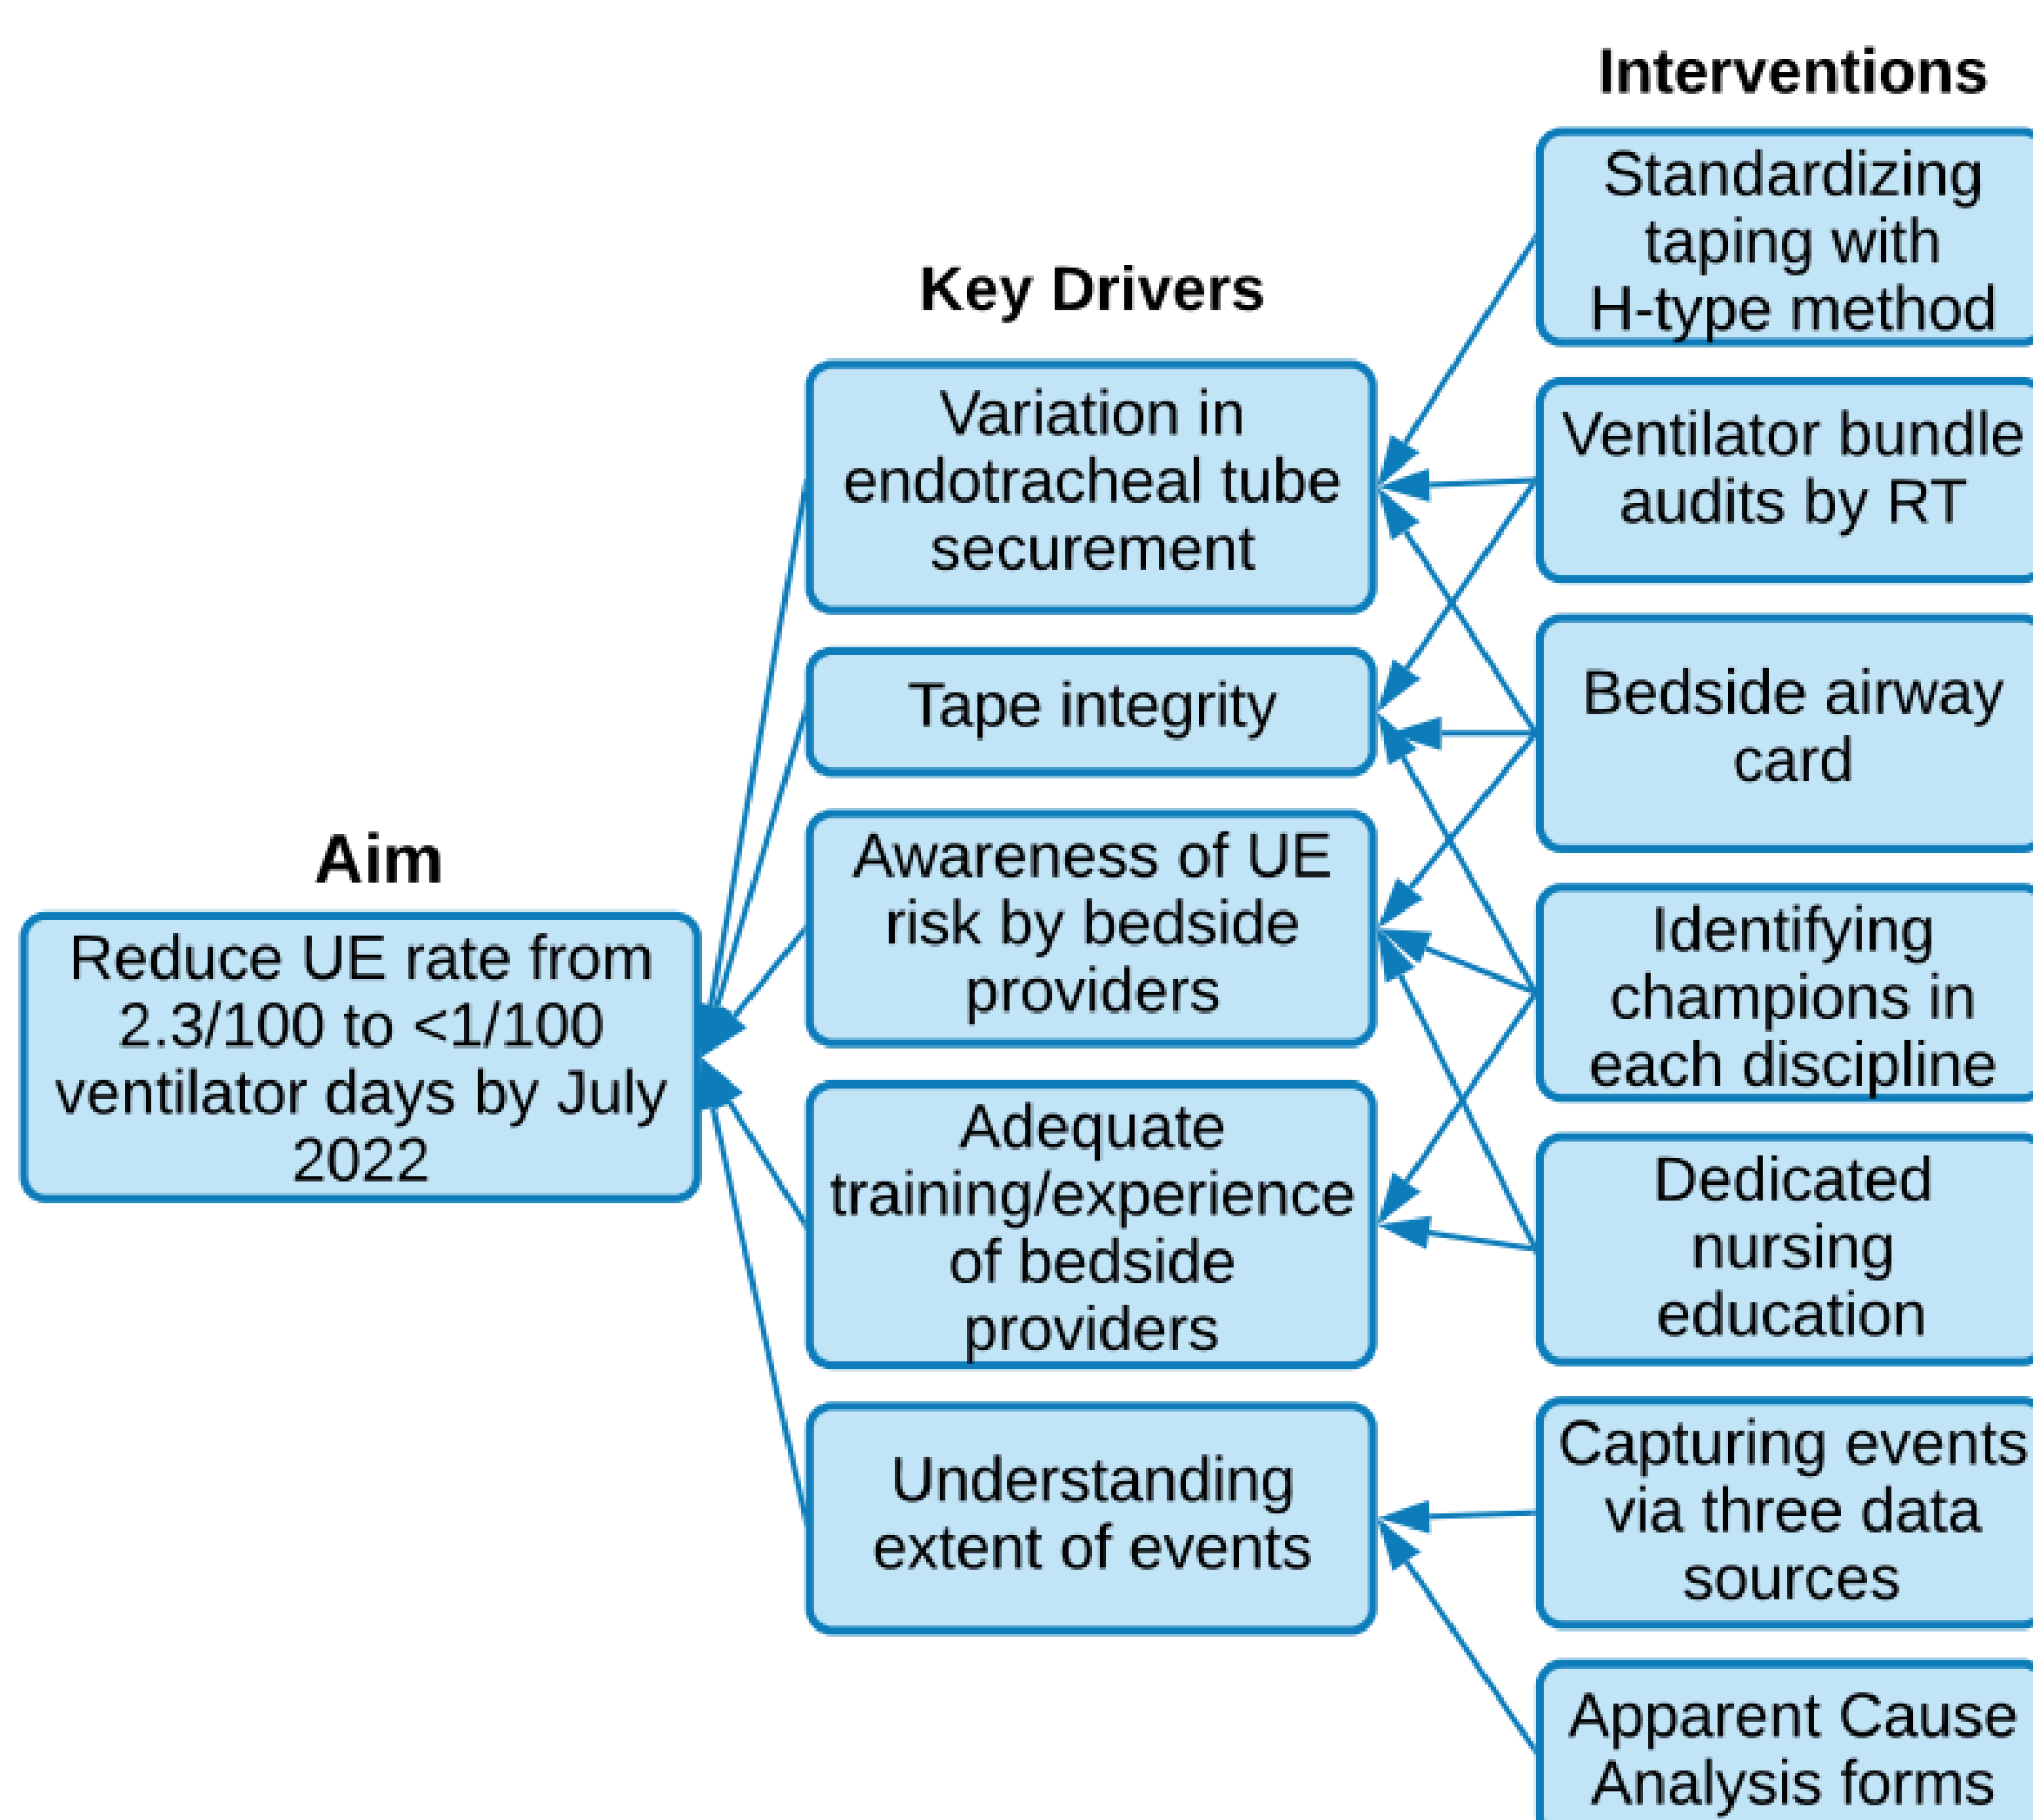 Aim
Reduce UE rate from
2.3/100 to <1/100
ventilator days by July
2022
Key Drivers
Variation in
endotracheal tube
securement
Tape integrity
Awareness of UE
risk by bedside
providers
Adequate
training/experience
of bedside
providers
Understanding
extent of events
Interventions
Standardizing
taping with
H-type method
Ventilator bundle
audits by RT
Bedside airway
card
Identifying
champions in
each discipline
Dedicated
nursing
education
Capturing events
via three data
sources
Apparent Cause
Analysis forms